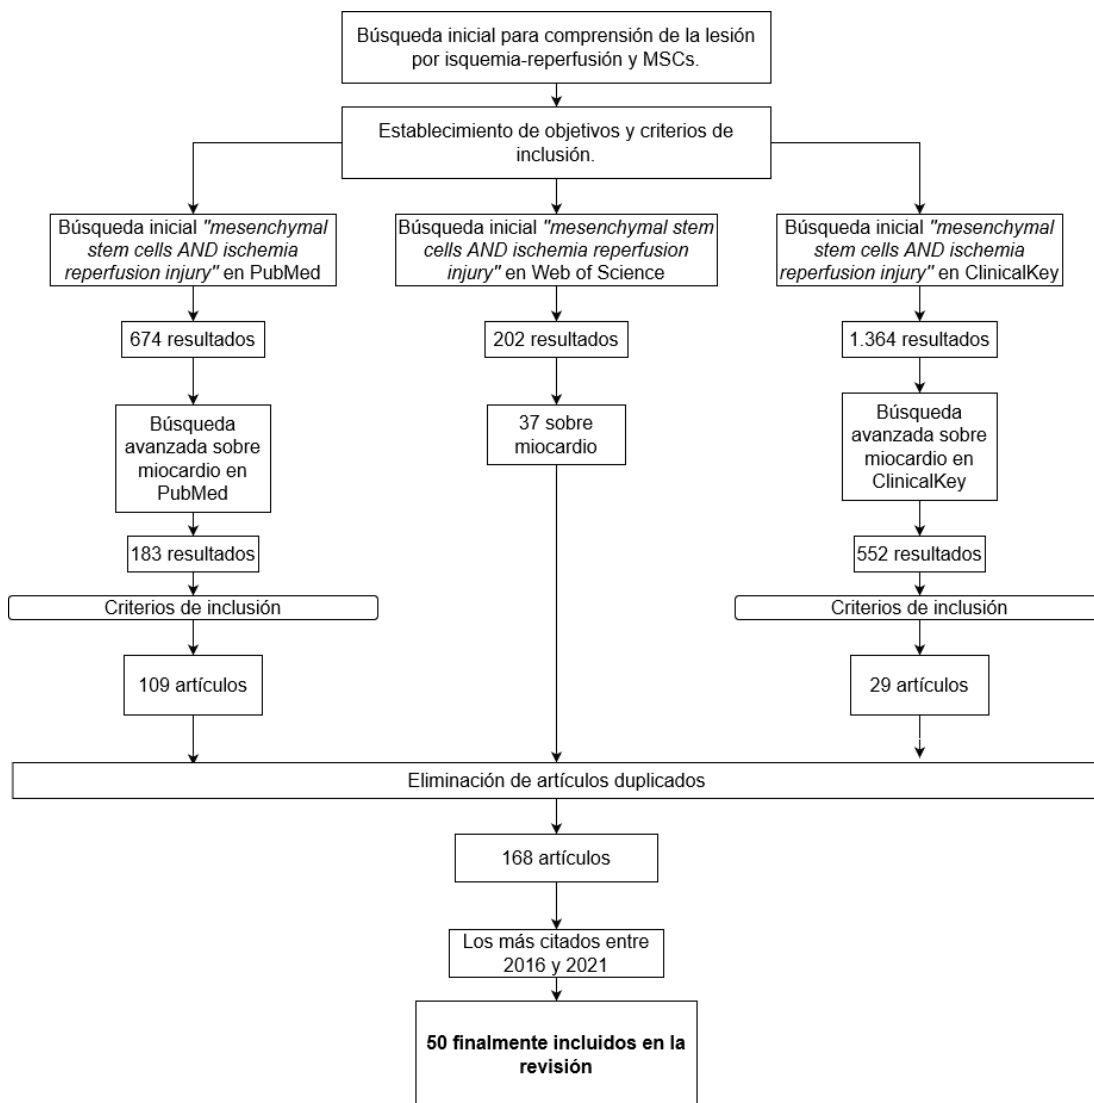 Búsqueda inicial para comprensión de la lesión
por isquemia-reperfusión y MSCs.
Establecimiento de objetivos y criterios de
inclusión.
Búsqueda inicial "mesenchymal
stem cells AND ischemia
reperfusion injury" en PubMed
Búsqueda inicial "mesenchymal stem
cells AND ischemia reperfusion
injury" en Web of Science
Búsqueda inicial "mesenchymal
stem cells AND ischemia
reperfusion injury" en ClinicalKey
674 resultados
202 resultados
1.364 resultados
Búsqueda
avanzada sobre
miocardio en
PubMed
37 sobre
miocardio
Búsqueda
avanzada sobre
miocardio en
ClinicalKey
183 resultados
552 resultados
Criterios de inclusión
Criterios de inclusión
109 artículos
29 artículos
Eliminación de artículos duplicados
168 artículos
Los más citados entre
2016 y 2021
50 finalmente incluidos en la
revisión